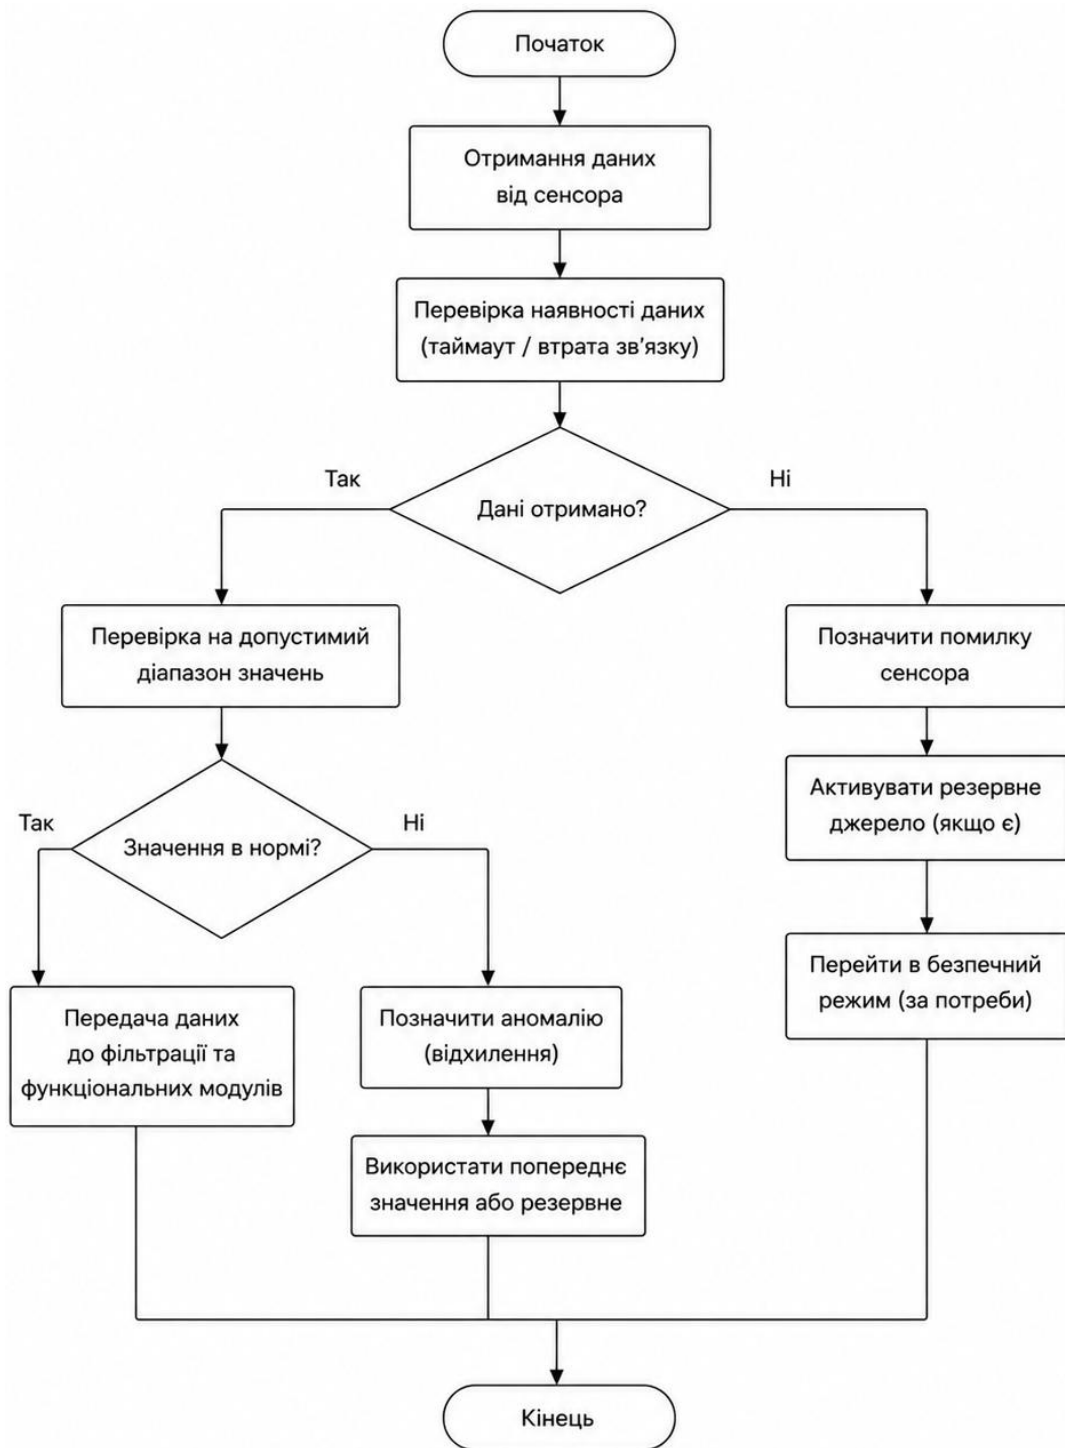 Початок
Отримання даних
від сенсора
Перевірка наявності даних
(таймаут / втрата зв’язку)
Так
Ні
Дані отримано?
Перевірка на допустимий
діапазон значень
Позначити помилку
сенсора
Активувати резервне
джерело (якщо є)
Так
Ні
Значення в нормі?
Перейти в безпечний
режим (за потреби)
Передача даних
до фільтрації та
функціональних модулів
Позначити аномалію
(відхилення)
Використати попереднє
значення або резервне
Кінець